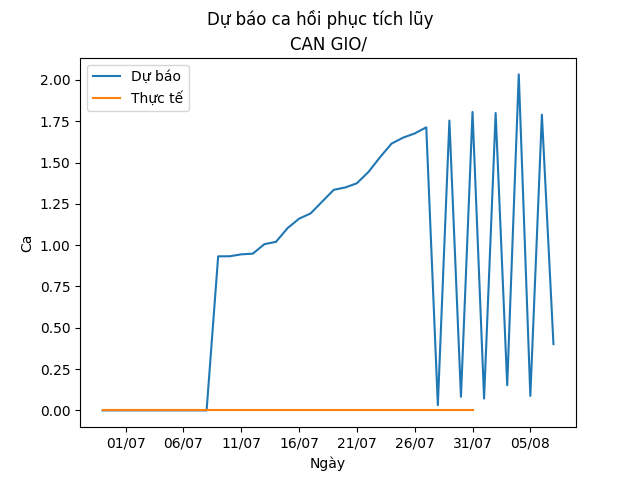 Dự báo ca hồi phục tích lũy
CAN GIO/
Dự báo
Thực tế
2.00
1.75
1.50
1.25
1.00
0.75
0.50
0.25
0.00
Ca
01/07
06/07
11/07
16/07
21/07
26/07
31/07
05/08
Ngày